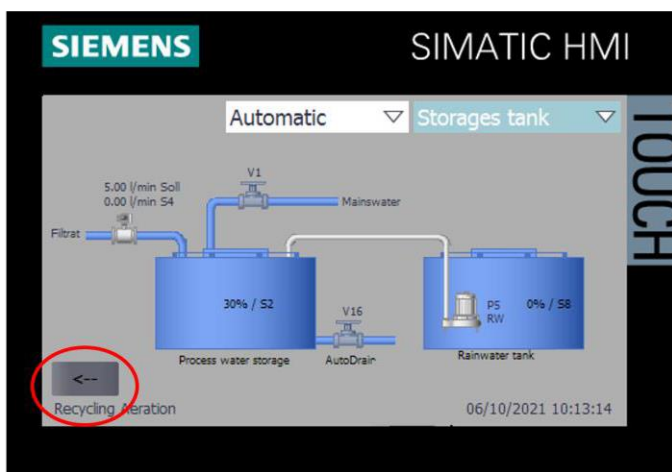 SIEMENS
SIMATIC HMI
TOUCH
Automatic
Storages tank
V1
5.00 l/min Soll
0.00 l/min S4
Mainswater
Filtrat
30% / S2
P5
RW
0% / S8
V16
Process water storage
AutoDrain
Rainwater tank
<--
Recycling Aeration
06/10/2021 10:13:14